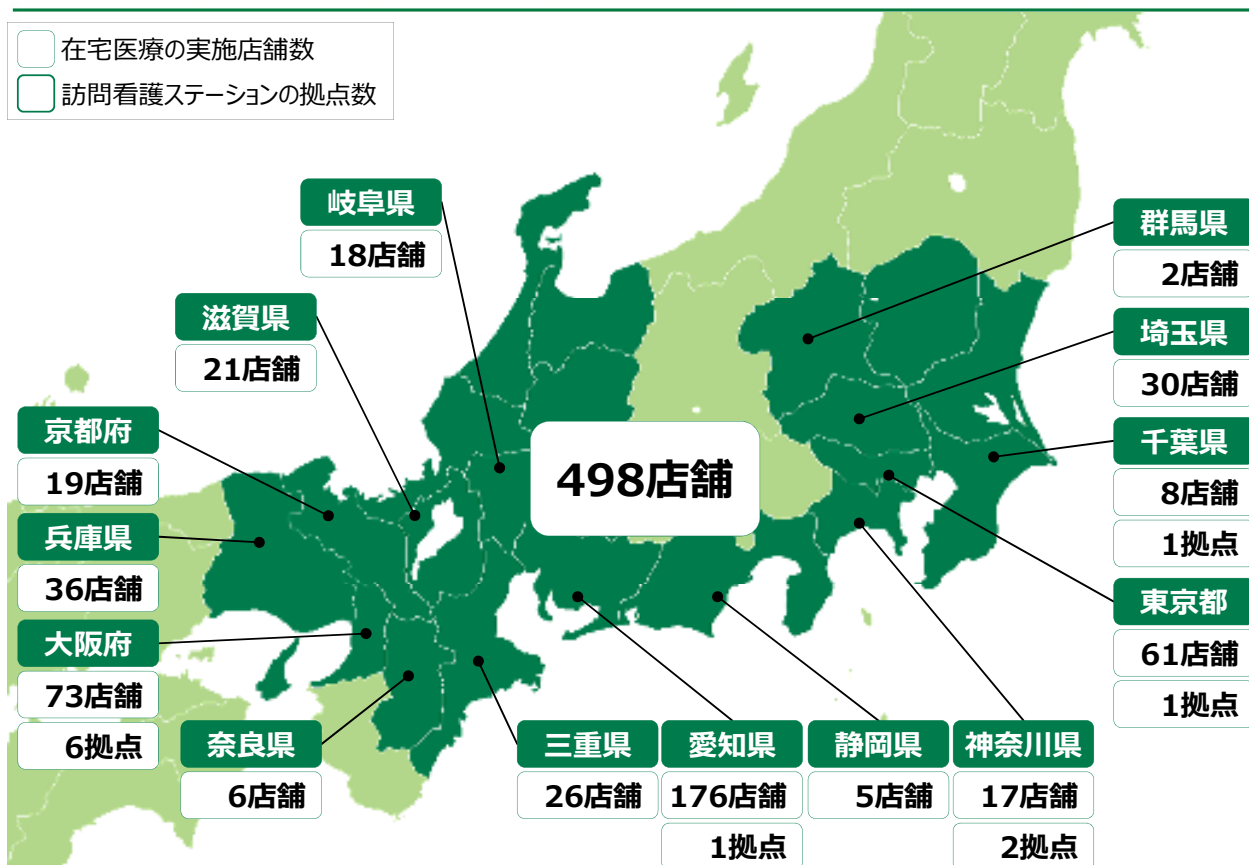 在宅医療の実施店舗数
訪問看護ステーションの拠点数
岐阜県
18店舗
滋賀県
21店舗
京都府
19店舗
兵庫県
36店舗
大阪府
73店舗
6拠点
奈良県
6店舗
498店舗
三重県
26店舗
愛知県
176店舗
1拠点
静岡県
5店舗
神奈川県
17店舗
2拠点
群馬県
2店舗
埼玉県
30店舗
千葉県
8店舗
1拠点
東京都
61店舗
1拠点